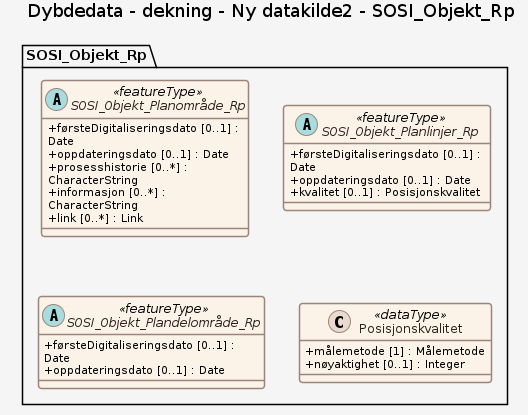 Dybdedata - dekning - Ny datakilde2 - SOSI_Objekt_Rp
SOSI_Objekt_Rp
A
«featureType»
SOSI_Objekt_Planområde_Rp
+førsteDigitaliseringsdato [0..1] :
Date
+oppdateringsdato [0..1] : Date
+prosesshistorie [0..*] :
CharacterString
+informasjon [0..*] :
CharacterString
+link [0..*] : Link
A
«featureType»
SOSI_Objekt_Planlinjer_Rp
+førsteDigitaliseringsdato [0..1] :
Date
+oppdateringsdato [0..1] : Date
+kvalitet [0..1] : Posisjonskvalitet
A
«featureType»
SOSI_Objekt_Plandelområde_Rp
+førsteDigitaliseringsdato [0..1] :
Date
+oppdateringsdato [0..1] : Date
C
«dataType»
Posisjonskvalitet
+målemetode [1] : Målemetode
+nøyaktighet [0..1] : Integer